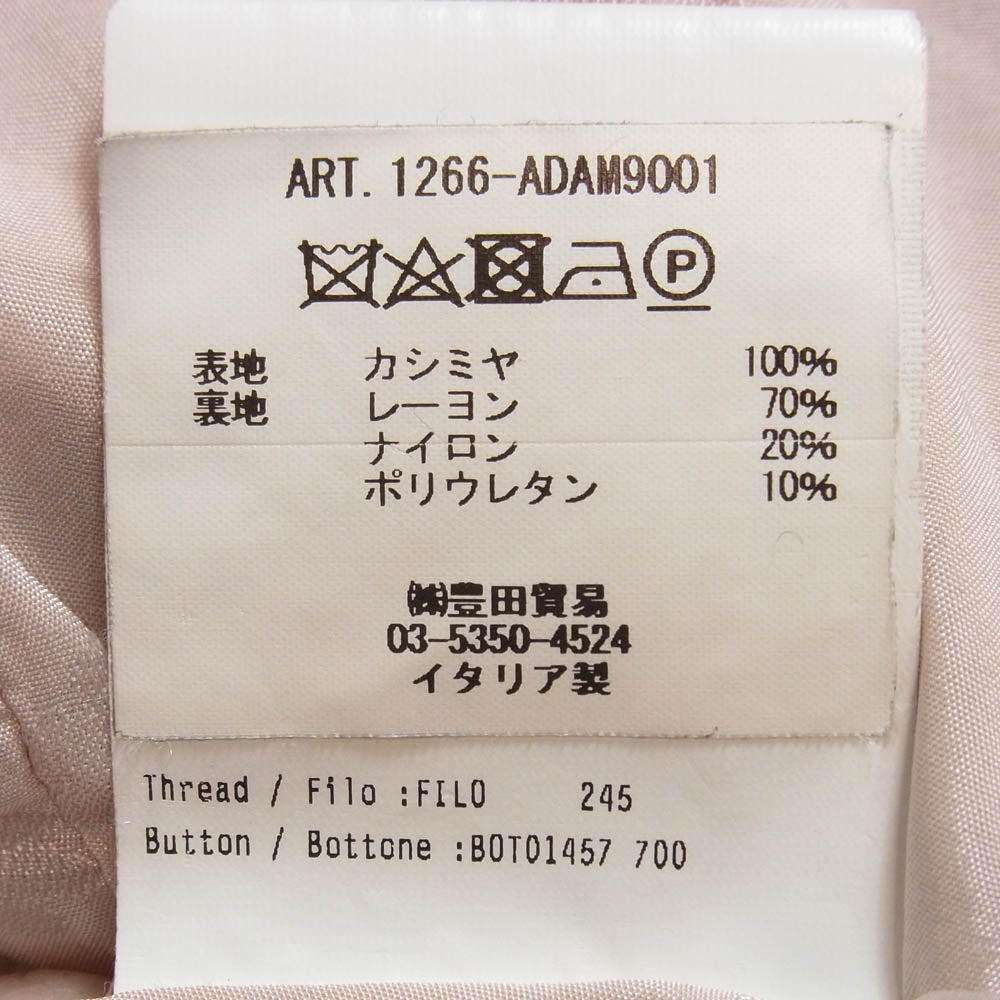 ART. 1266-ADAM9001
P
表地 カシミヤ 100%
裏地 レーヨン 70%
ナイロン 20%
ポリウレタン 10%
㈱豊田貿易
03-5350-4524
イタリア製
Thread / Filo :FILO 245
Button / Bottone :BOT01457 700